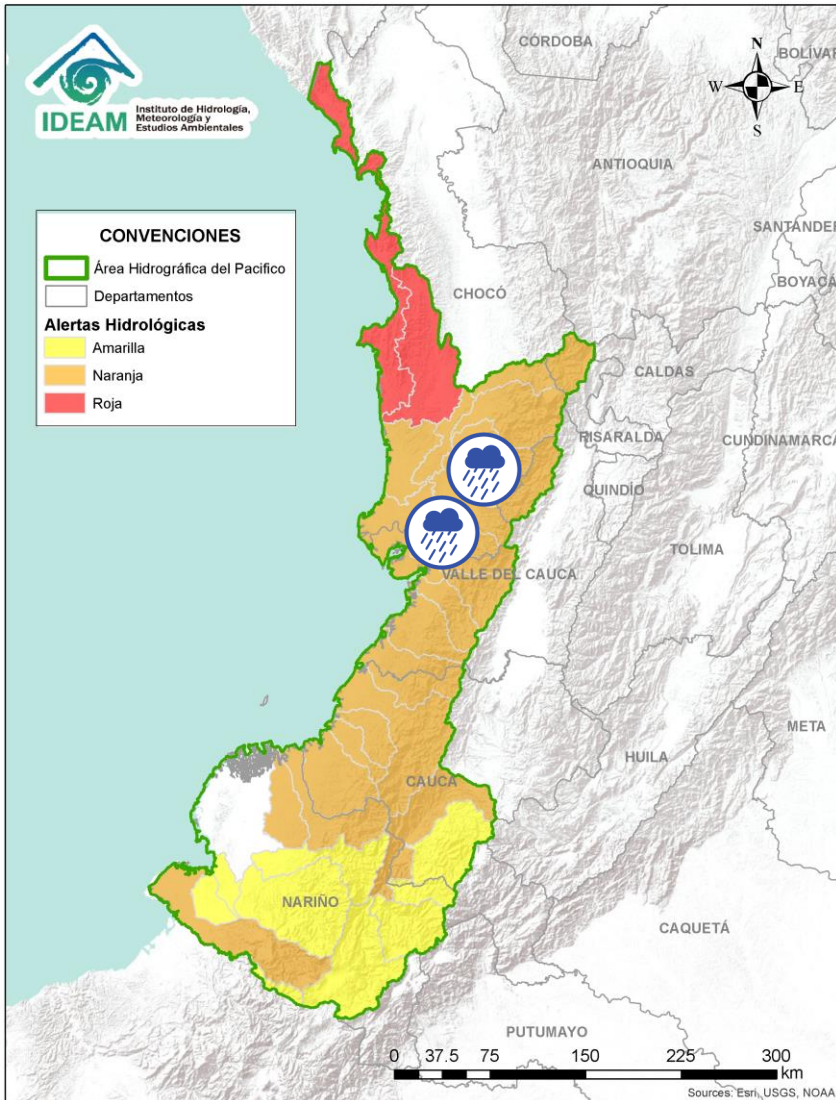 IDEAM
Instituto de Hidrología,
Meteorología y
Estudios Ambientales
CÓRDOBA
BOLÍVAR
N
W
E
S
ANTIOQUIA
SANTANDER
BOYACÁ
CONVENCIONES
Área Hidrográfica del Pacifico
Departamentos
Alertas Hidrológicas
Amarilla
Naranja
Roja
CHOCÓ
CALDAS
RISARALDA
CUNDINAMARCA
QUINDÍO
TOLIMA
VALLE DEL CAUCA
META
HUILA
CAUCA
NARIÑO
CAQUETÁ
PUTUMAYO
0 37.5 75 150 225 300
km
Sources: Esri, USGS, NOAA